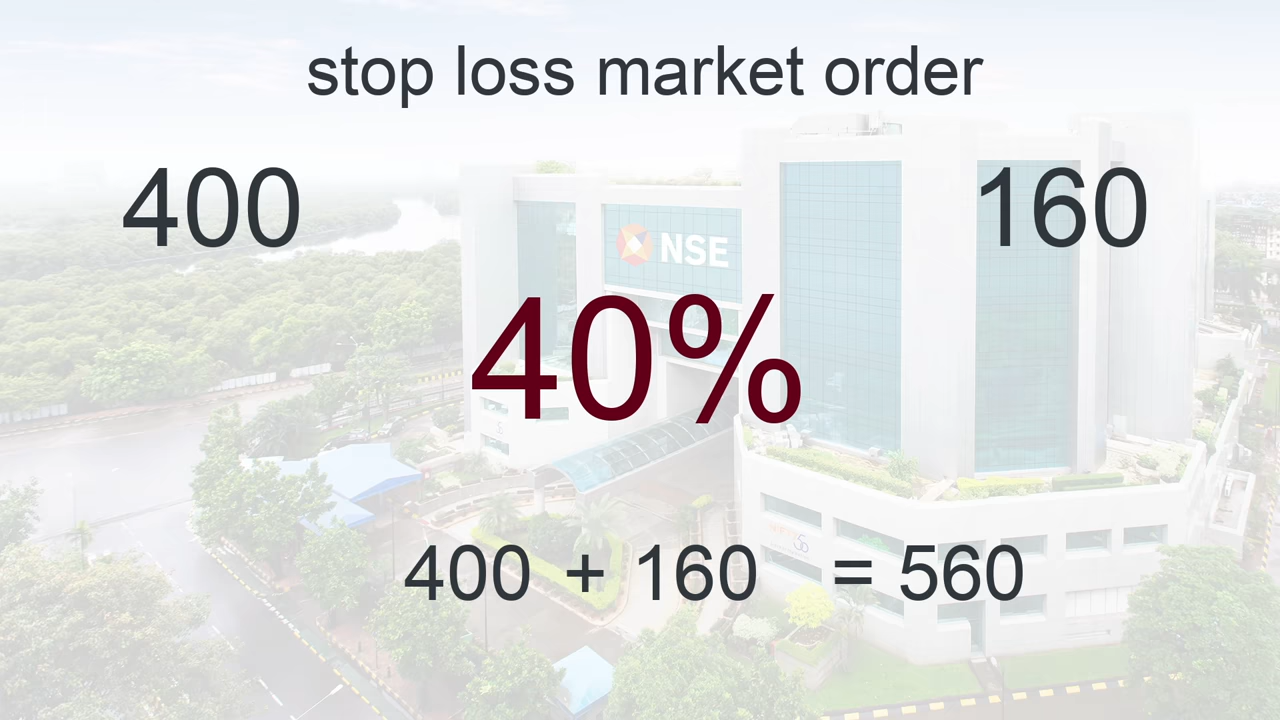 stop loss market order
400 160
NSE
40%
400 + 160 = 560